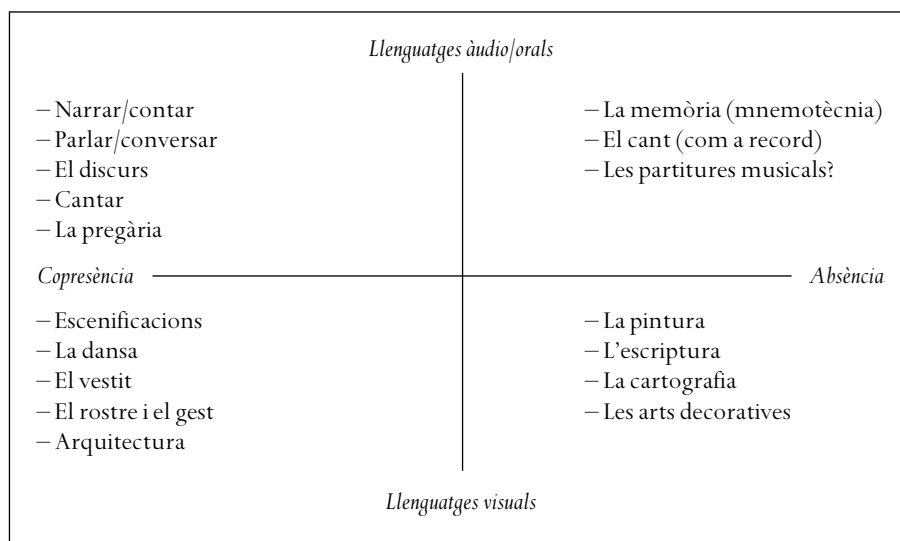 Llenguatges àudio/orals
– Narrar/contar
– Parlar/conversar
– El discurs
– Cantar
– La pregària
– La memòria (mnemotècnia)
– El cant (com a record)
– Les partitures musicals?
Copresència
Absència
– Escenificacions
– La dansa
– El vestit
– El rostre i el gest
– Arquitectura
– La pintura
– L’escriptura
– La cartografia
– Les arts decoratives
Llenguatges visuals